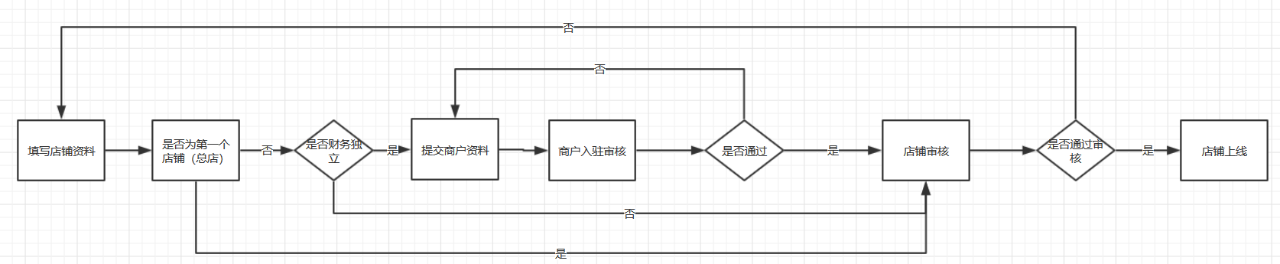 否
否
填写店铺资料
是否为第一个
店铺（总店）
否
是否财务独
立
是
提交商户资料
商户入驻审核
是否通过
是
店铺审核
是否通过审
核
是
店铺上线
否
是